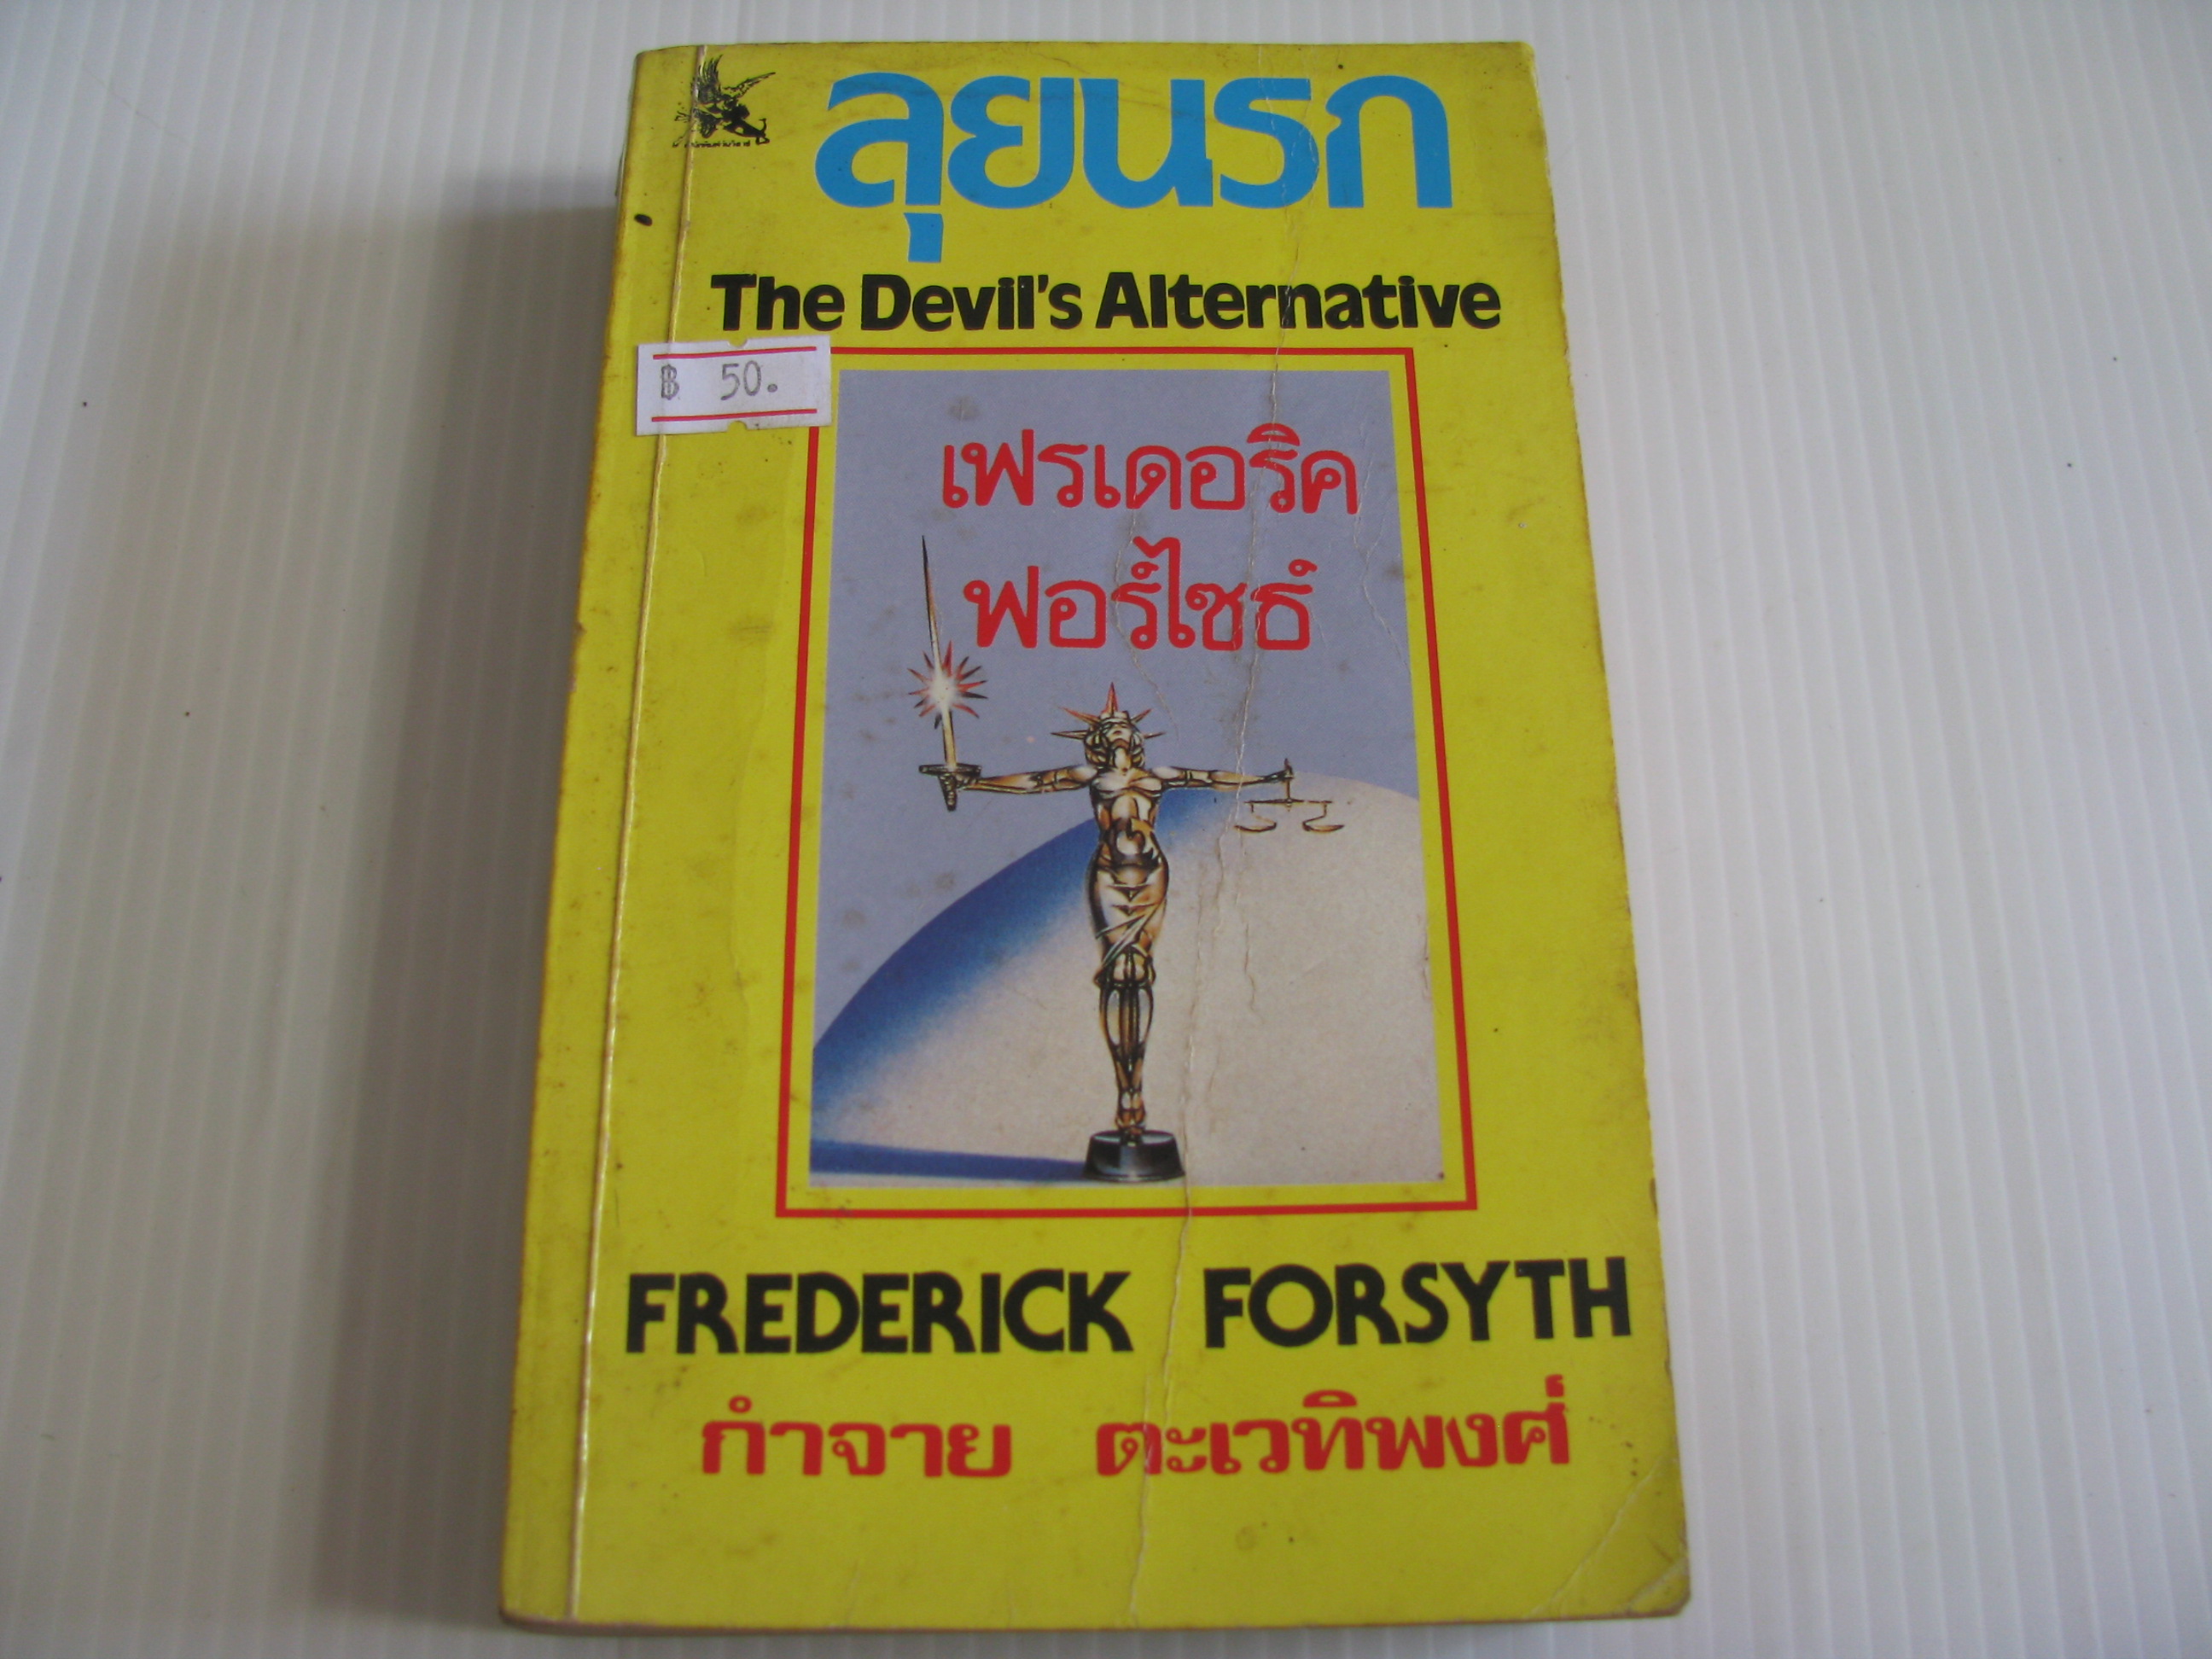 ลุยนรก
The Devil's Alternative
฿ 50.
เฟรเดอริค
ฟอร์ไซธ์
FREDERICK FORSYTH
กำจาย ตะเวทิพงศ์